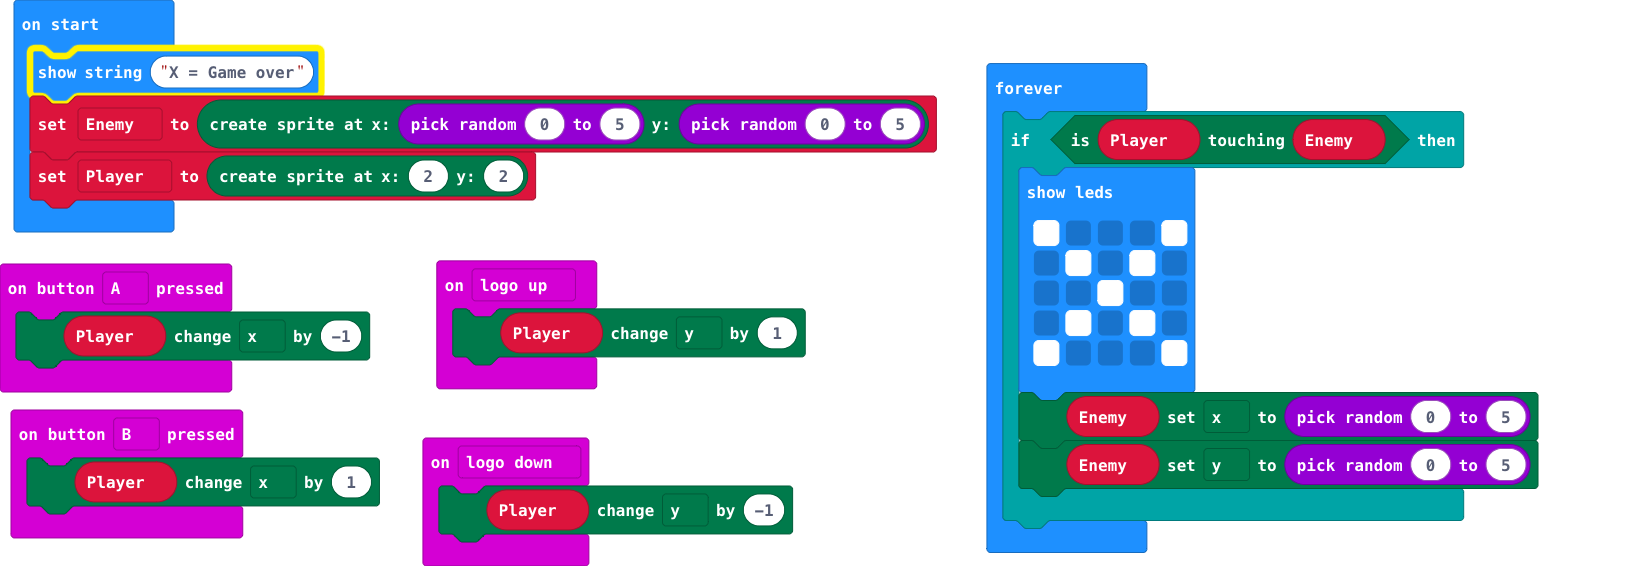 on start
show string "X = Game over"
set Enemy to create sprite at x: pick random 0 to 5 y: pick random 0 to 5
set Player to create sprite at x: 2 y: 2
on button A pressed
Player change x by -1
on button B pressed
Player change x by 1
on logo up
Player change y by 1
on logo down
Player change y by -1
forever
if is Player touching Enemy then
show leds
Enemy set x to pick random 0 to 5
Enemy set y to pick random 0 to 5